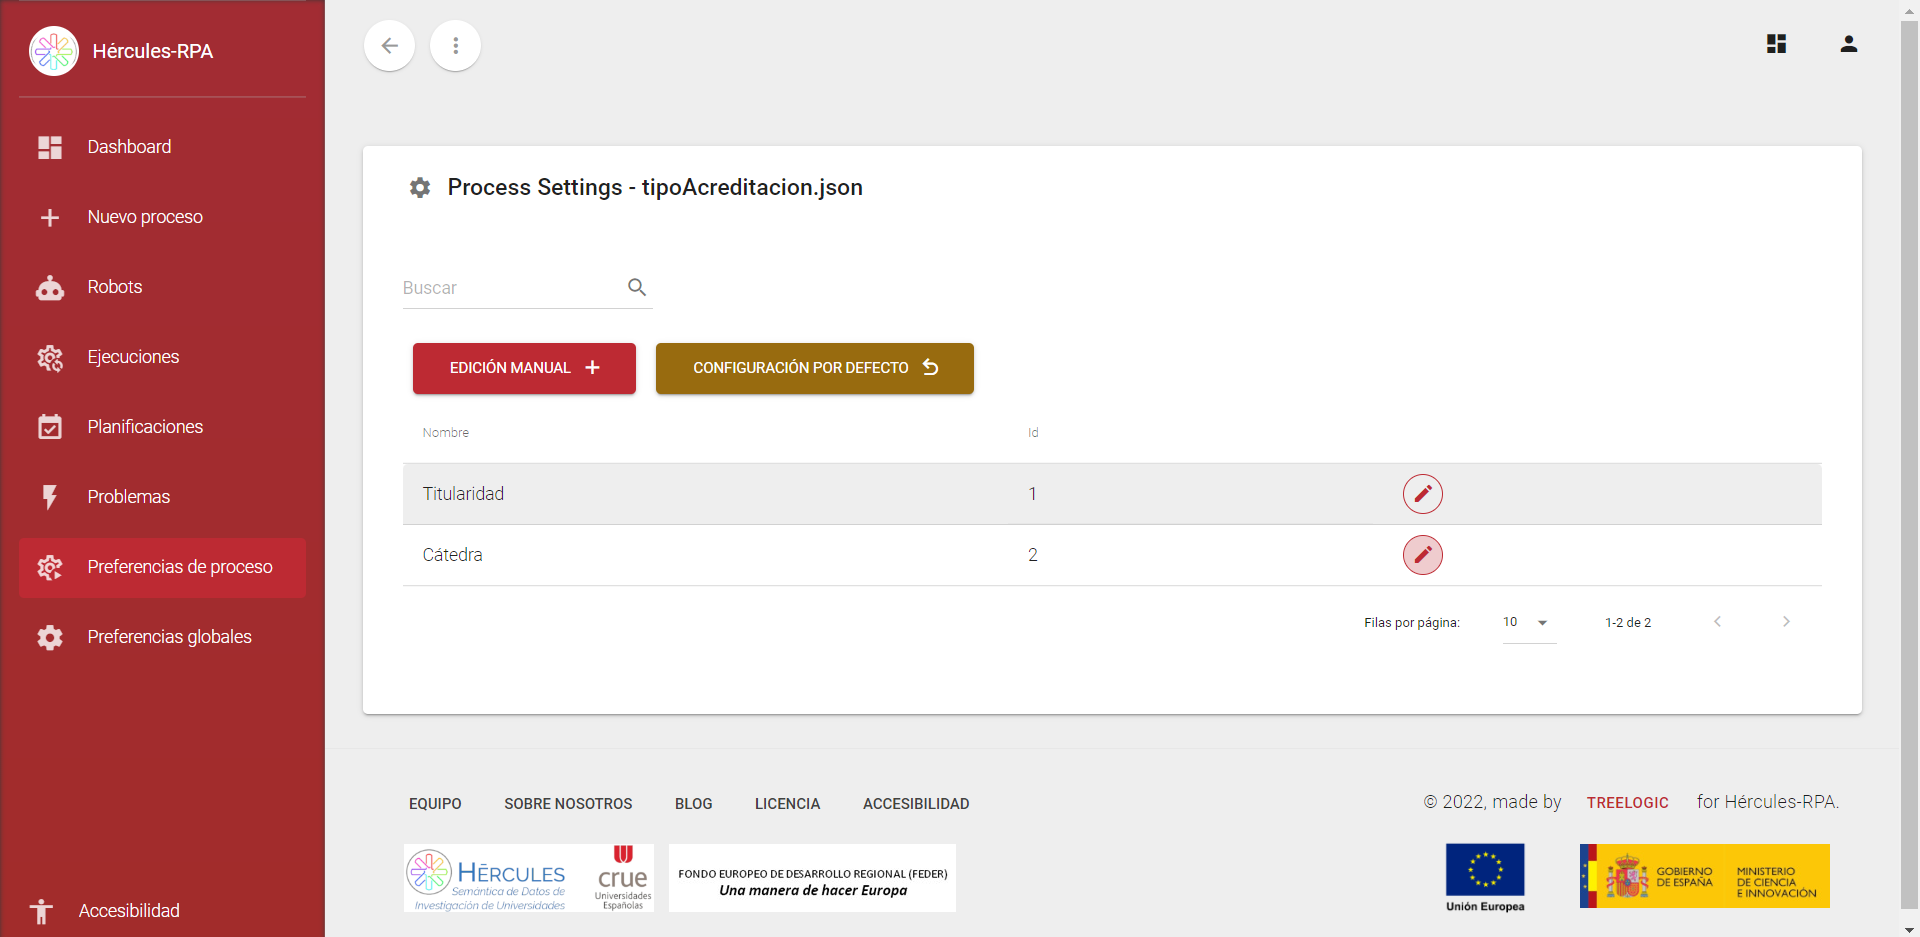 Hércules-RPA
Dashboard
Nuevo proceso
Robots
Ejecuciones
Planificaciones
Problemas
Preferencias de proceso
Preferencias globales
Accesibilidad
Process Settings - tipoAcreditacion.json
Buscar
EDICIÓN MANUAL
CONFIGURACIÓN POR DEFECTO
Nombre Id
Titularidad 1
Cátedra 2
Filas por página: 10 1-2 de 2
EQUIPO SOBRE NOSOTROS BLOG LICENCIA ACCESIBILIDAD
© 2022, made by TREELOGIC for Hércules-RPA.
HĒRCULES
Semántica de Datos de
Investigación de Universidades
crue
Universidades
Españolas
FONDO EUROPEO DE DESARROLLO REGIONAL (FEDER)
Una manera de hacer Europa
Unión Europea
GOBIERNO
DE ESPAÑA
MINISTERIO
DE CIENCIA
E INNOVACIÓN